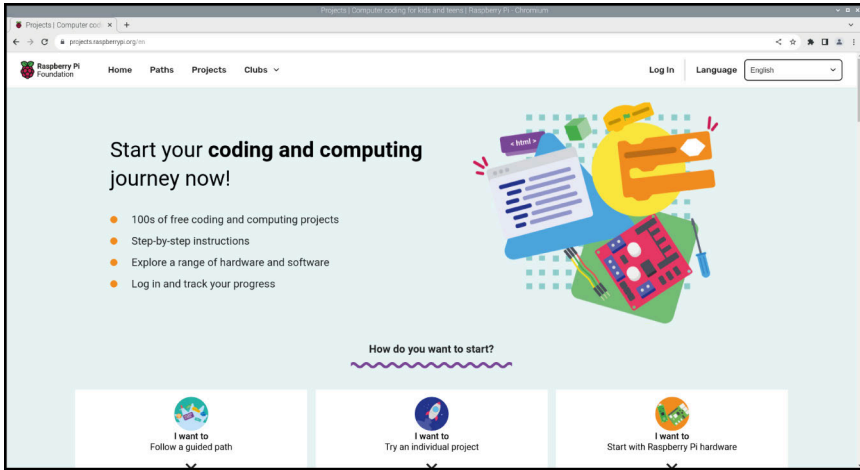 Projects | Computer coding for kids and teens | Raspberry Pi - Chromium
Projects | Computer codi
projects.raspberrypi.org/en
Raspberry Pi
Foundation
Home Paths Projects Clubs
Log In Language English
Start your coding and computing
journey now!
100s of free coding and computing projects
Step-by-step instructions
Explore a range of hardware and software
Log in and track your progress
< html >
How do you want to start?
I want to
Follow a guided path
I want to
Try an individual project
I want to
Start with Raspberry Pi hardware